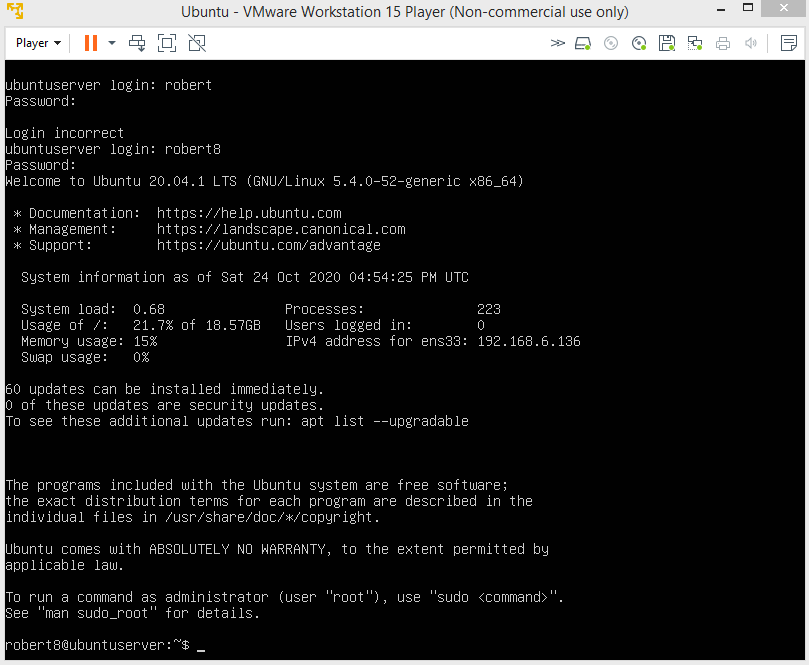 Ubuntu - VMware Workstation 15 Player (Non-commercial use only)
Player
ubuntuserver login: robert
Password:
Login incorrect
ubuntuserver login: robert8
Password:
Welcome to Ubuntu 20.04.1 LTS (GNU/Linux 5.4.0-52-generic x86_64)
* Documentation: https://help.ubuntu.com
* Management: https://landscape.canonical.com
* Support: https://ubuntu.com/advantage
System information as of Sat 24 Oct 2020 04:54:25 PM UTC
System load: 0.68 Processes: 223
Usage of /: 21.7% of 18.57GB Users logged in: 0
Memory usage: 15% IPv4 address for ens33: 192.168.6.136
Swap usage: 0%
60 updates can be installed immediately.
0 of these updates are security updates.
To see these additional updates run: apt list --upgradable
The programs included with the Ubuntu system are free software;
the exact distribution terms for each program are described in the
individual files in /usr/share/doc/*/copyright.
Ubuntu comes with ABSOLUTELY NO WARRANTY, to the extent permitted by
applicable law.
To run a command as administrator (user "root"), use "sudo <command>".
See "man sudo_root" for details.
robert8@ubuntuserver:~$ _